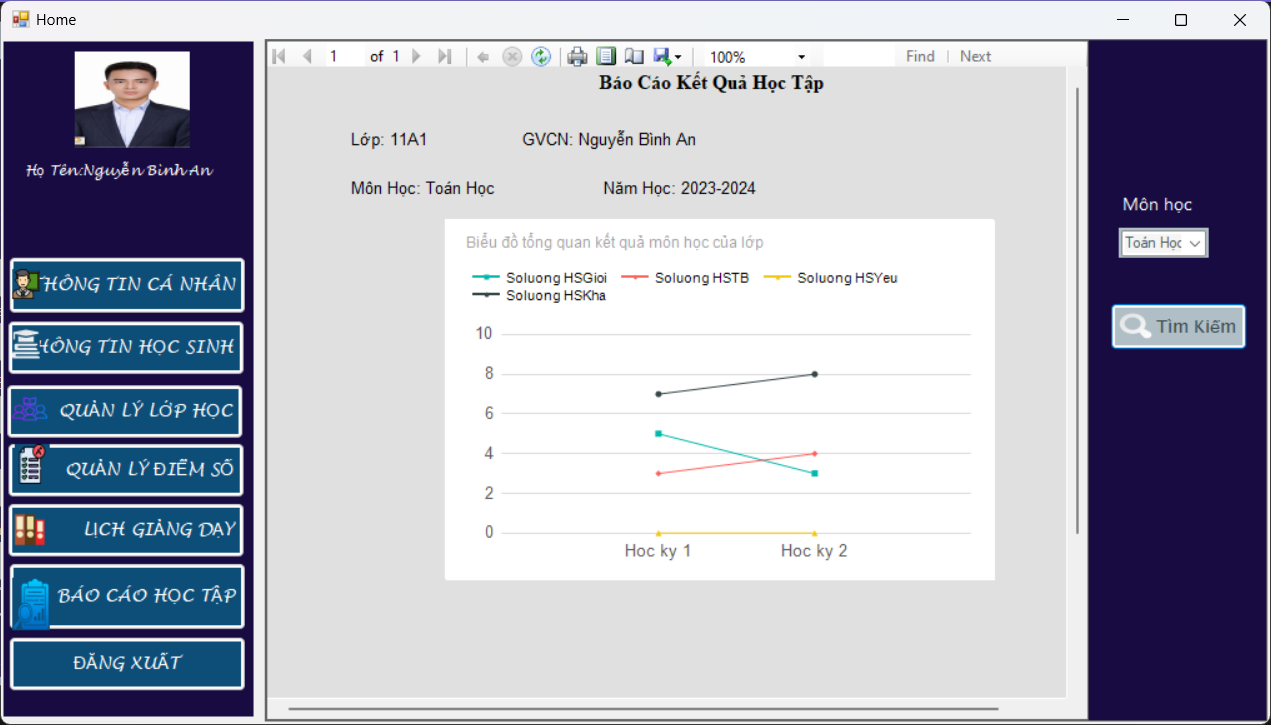 Home
1 of 1
100%
Find | Next
Báo Cáo Kết Quả Học Tập
Họ Tên:Nguyễn Bình An
Lớp: 11A1
GVCN: Nguyễn Bình An
Môn Học: Toán Học
Năm Học: 2023-2024
Môn học
Toán Học
Tìm Kiếm
THÔNG TIN CÁ NHÂN
HÔNG TIN HỌC SINH
QUẢN LÝ LỚP HỌC
QUẢN LÝ ĐIỂM SỐ
LỊCH GIẢNG DẠY
BÁO CÁO HỌC TẬP
ĐĂNG XUẤT
Biểu đồ tổng quan kết quả môn học của lớp
Soluong HSGioi
Soluong HSTB
Soluong HSYeu
Soluong HSKha
10
8
6
4
2
0
Hoc ky 1
Hoc ky 2